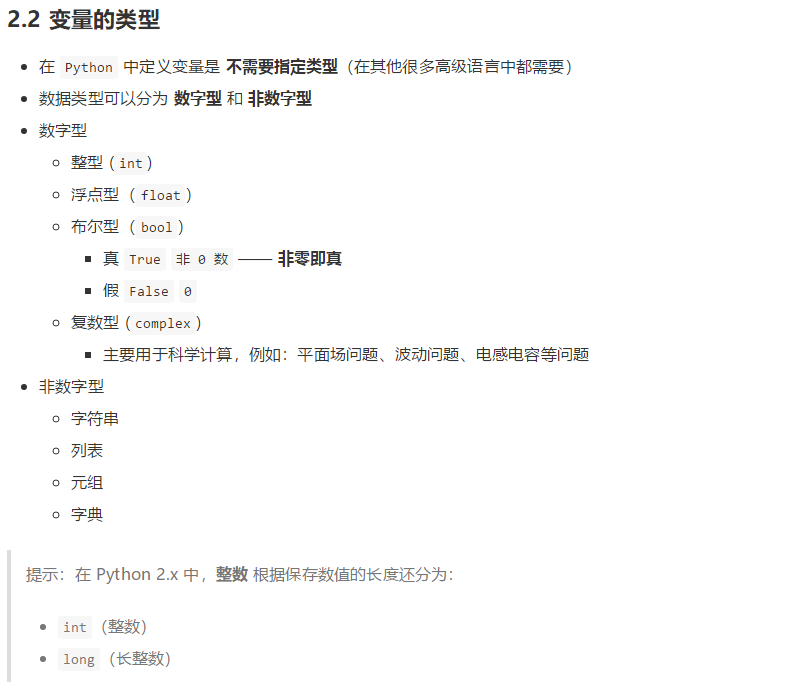 2.2 变量的类型
在 Python 中定义变量是 不需要指定类型（在其他很多高级语言中都需要）
数据类型可以分为 数字型 和 非数字型
数字型
整型 (int)
浮点型（float）
布尔型（bool）
真 True 非 0 数 —— 非零即真
假 False 0
复数型 (complex)
主要用于科学计算，例如：平面场问题、波动问题、电感电容等问题
非数字型
字符串
列表
元组
字典
提示：在 Python 2.x 中，整数 根据保存数值的长度还分为：
int（整数）
long（长整数）